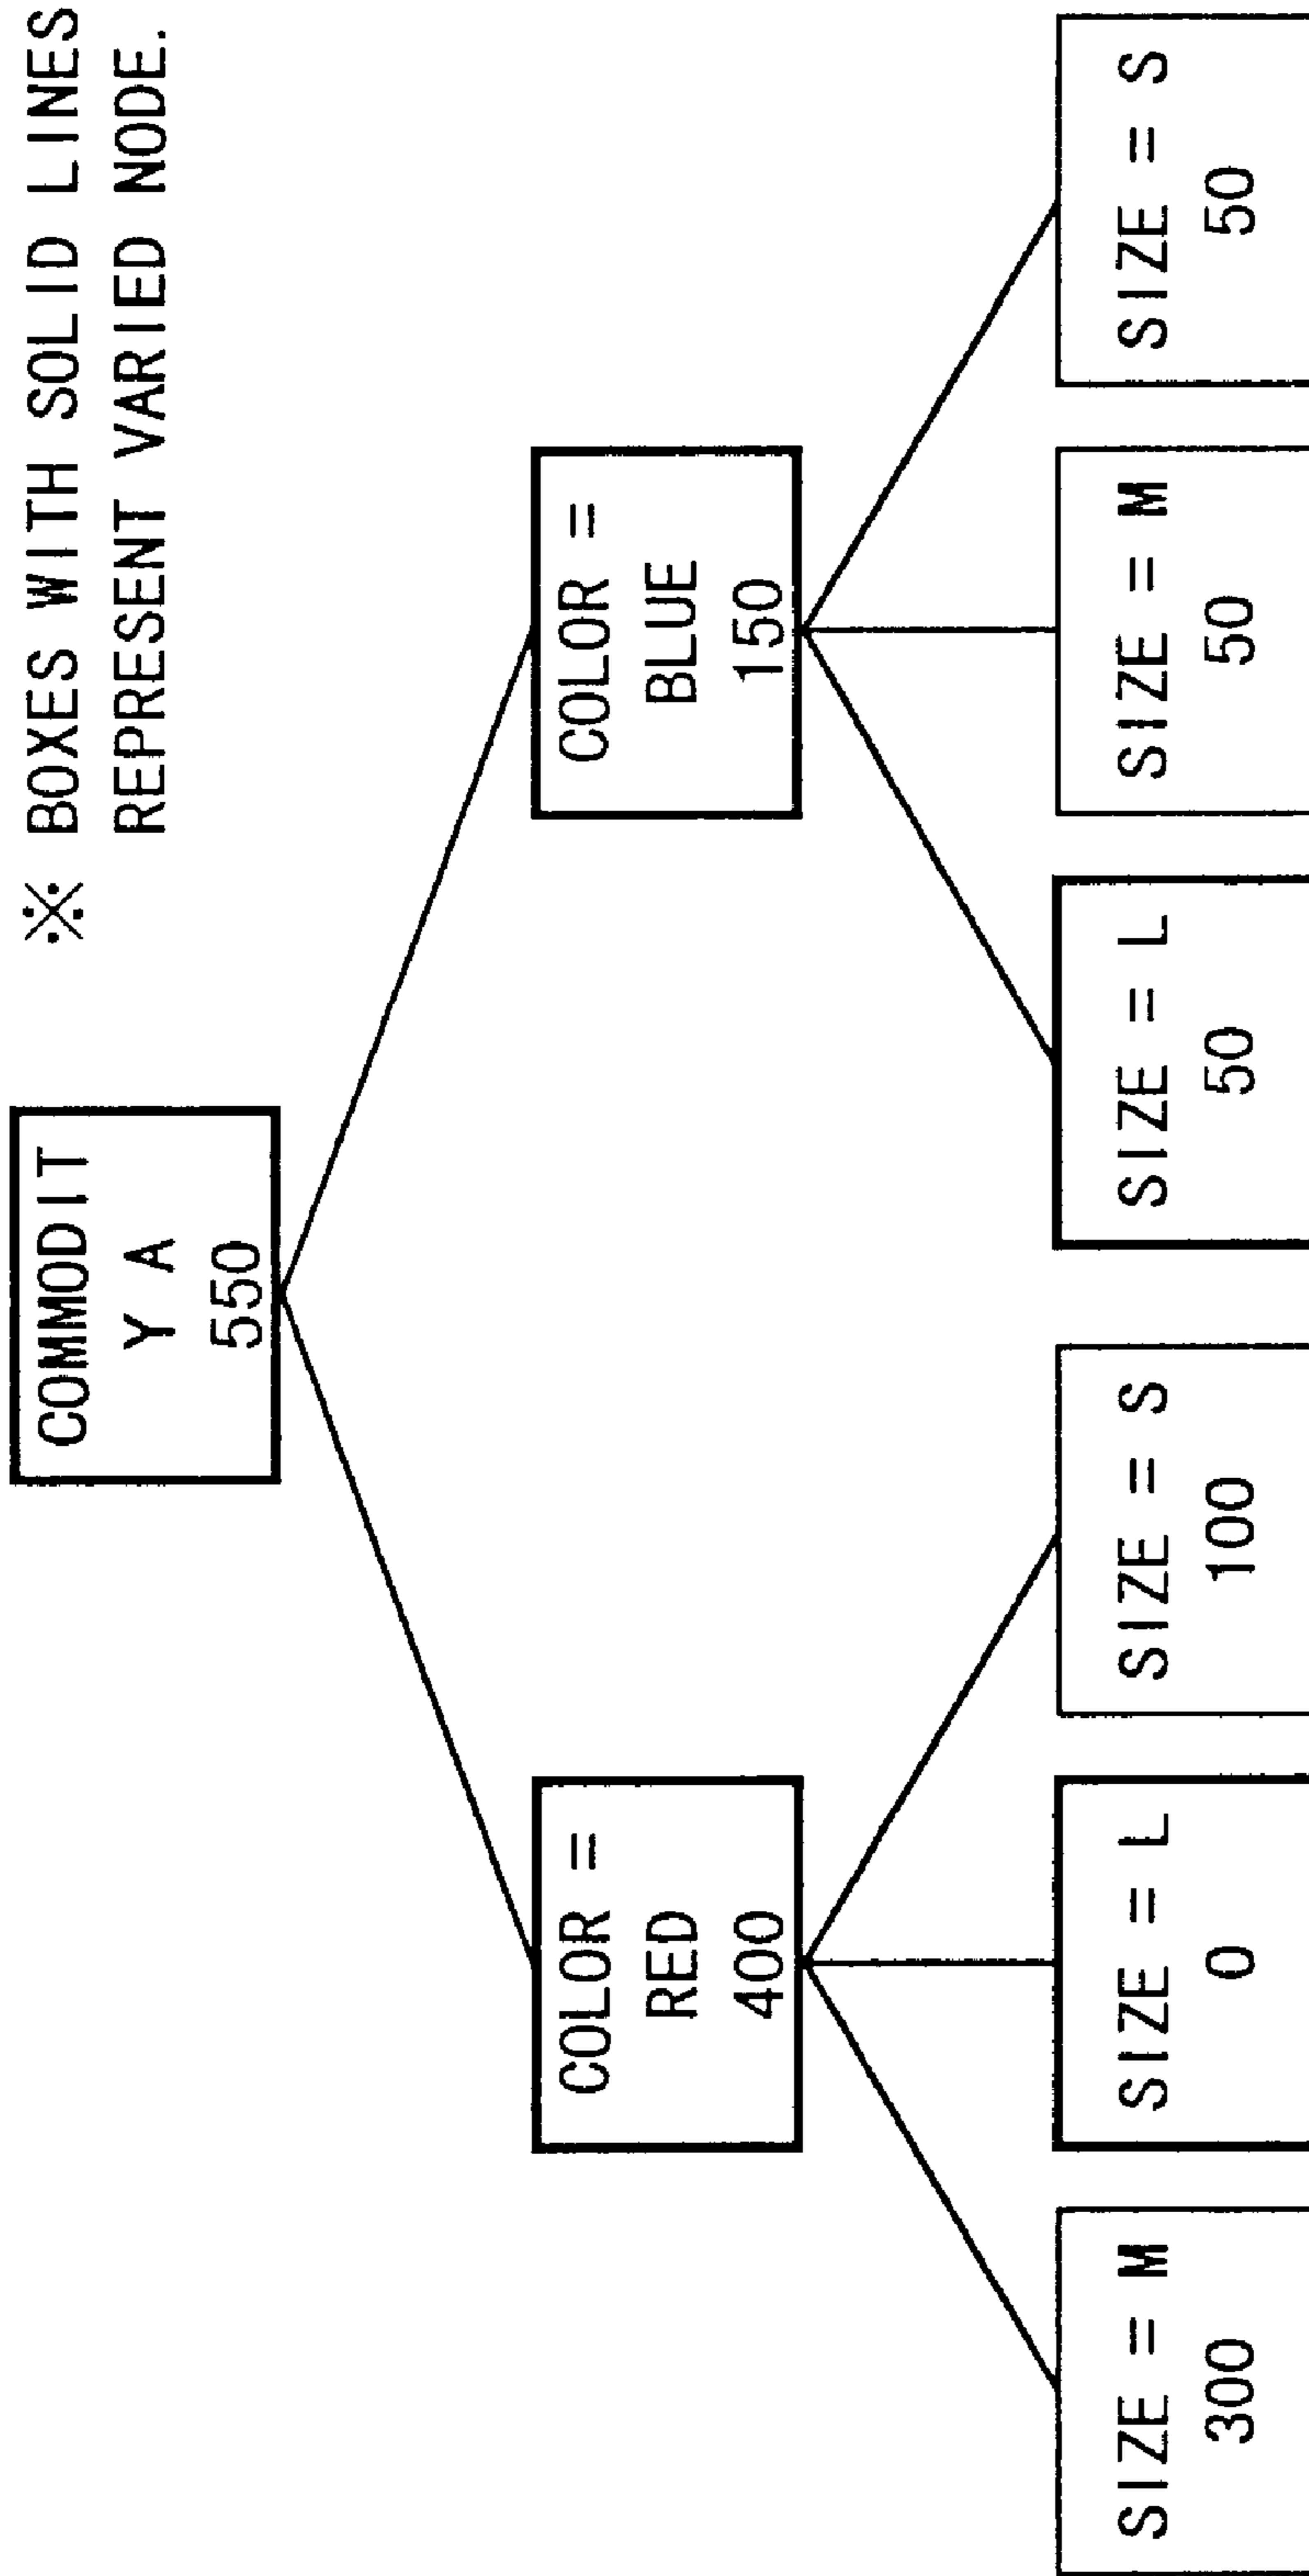 ※ BOXES WITH SOLID LINES
REPRESENT VARIED NODE.
COMMODIT
Y A
550
COLOR =
RED
400
COLOR =
BLUE
150
SIZE = M
300
SIZE = L
0
SIZE = S
100
SIZE = L
50
SIZE = M
50
SIZE = S
50